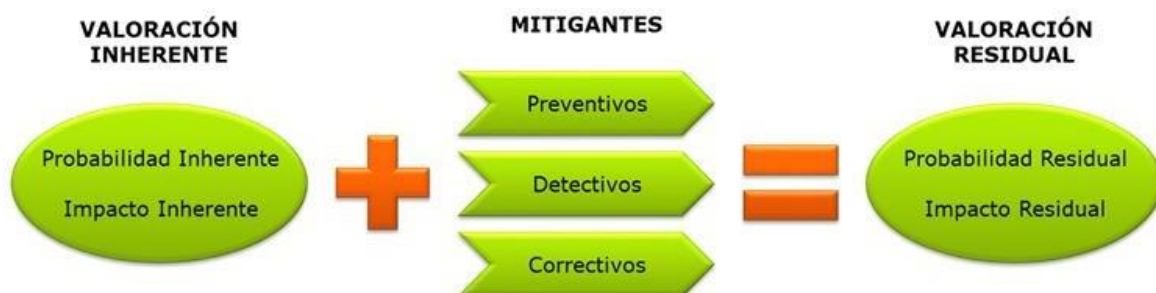 VALORACIÓN
INHERENTE
Probabilidad Inherente
Impacto Inherente
MITIGANTES
Preventivos
Detectivos
Correctivos
VALORACIÓN
RESIDUAL
Probabilidad Residual
Impacto Residual